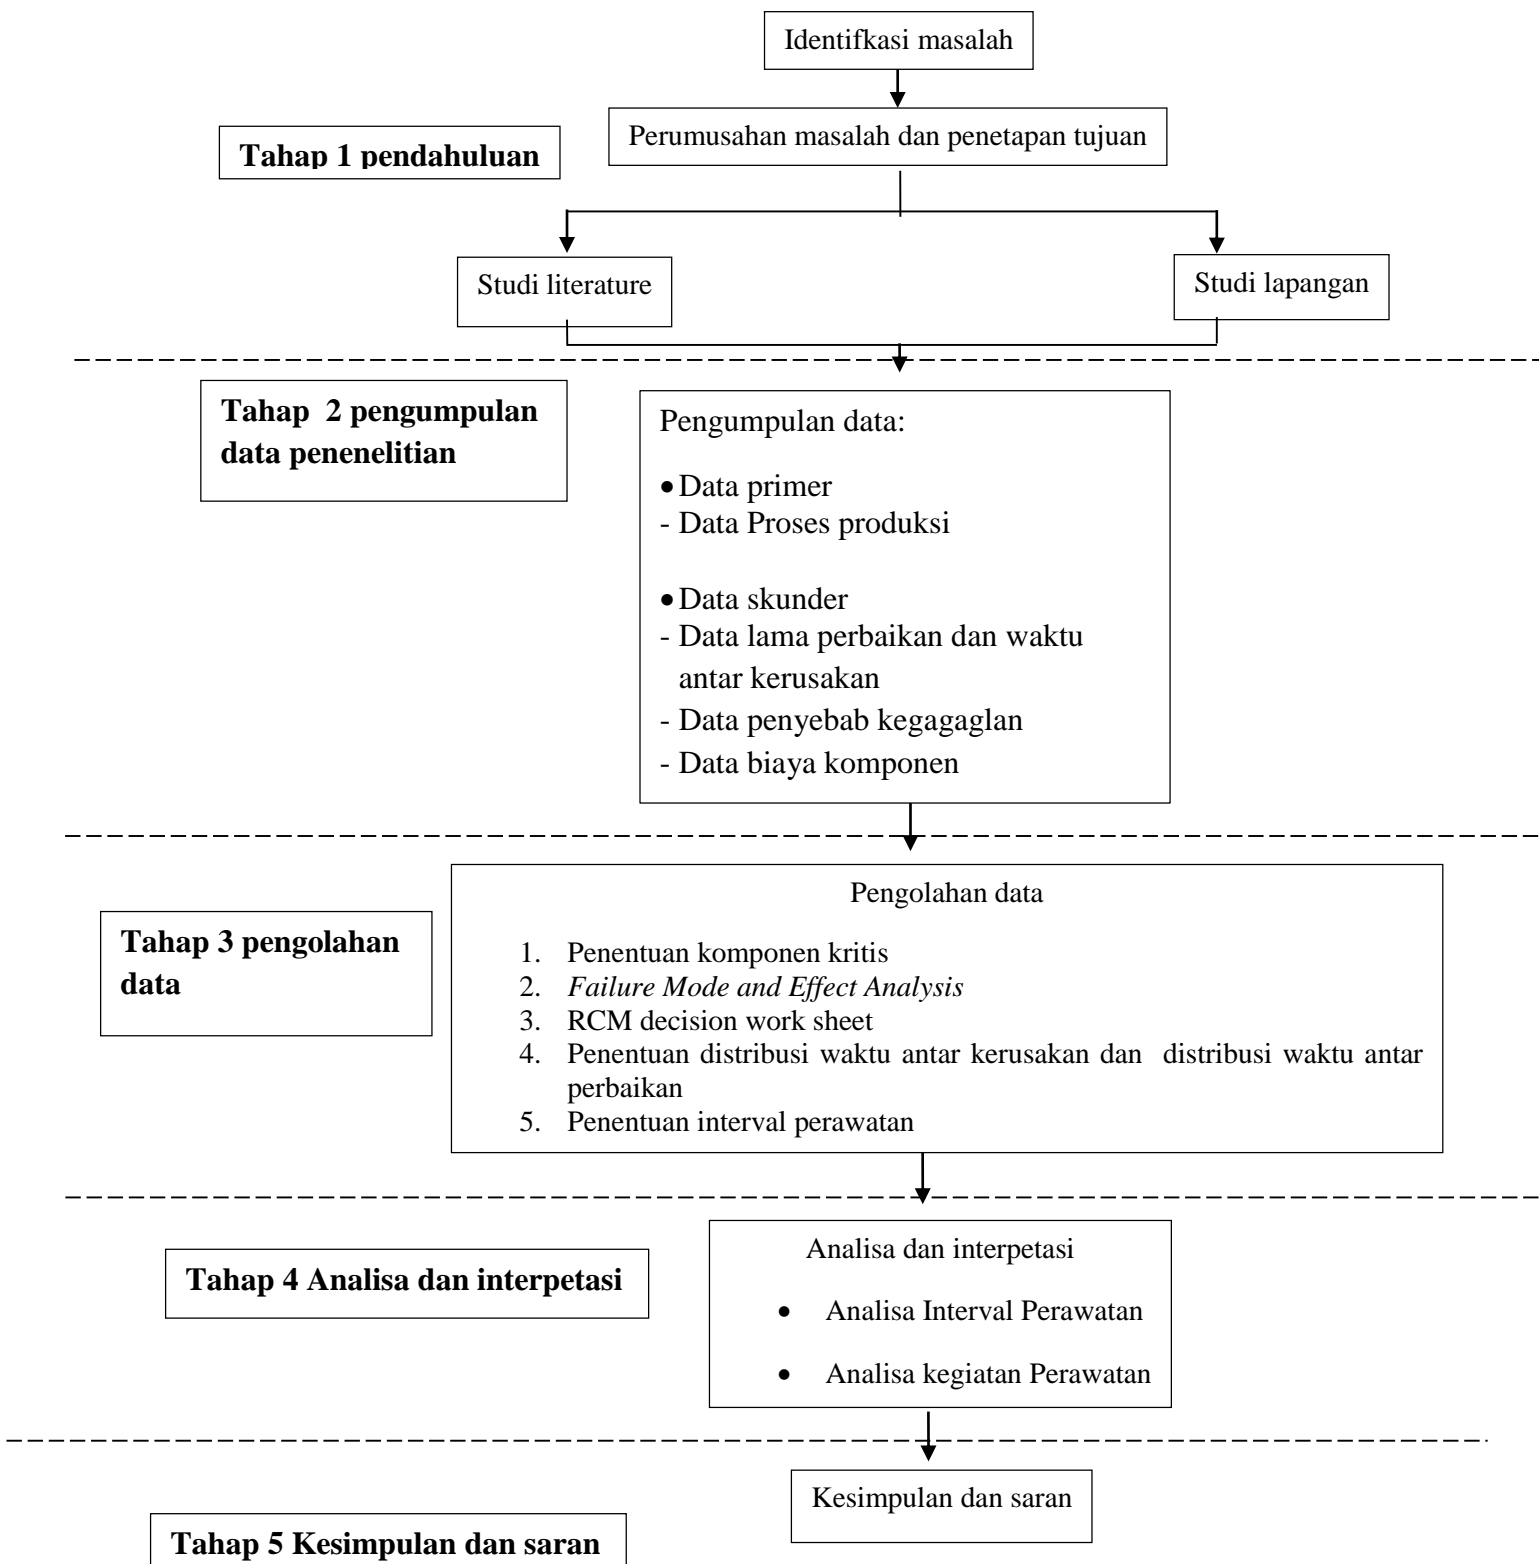 Identifkasi masalah
Perumusahan masalah dan penetapan tujuan
Tahap 1 pendahuluan
Studi literature
Studi lapangan
Tahap  2 pengumpulan
data penenelitian
Pengumpulan data:
•Data primer
- Data Proses produksi
•Data skunder
- Data lama perbaikan dan waktu
antar kerusakan
- Data penyebab kegagaglan
- Data biaya komponen
Tahap 3 pengolahan
data
Pengolahan data
1. Penentuan komponen kritis
2. Failure Mode and Effect Analysis
3. RCM decision work sheet
4. Penentuan distribusi waktu antar kerusakan dan  distribusi waktu antar
perbaikan
5. Penentuan interval perawatan
Tahap 4 Analisa dan interpetasi
Analisa dan interpetasi
• Analisa Interval Perawatan
• Analisa kegiatan Perawatan
Kesimpulan dan saran
Tahap 5 Kesimpulan dan saran